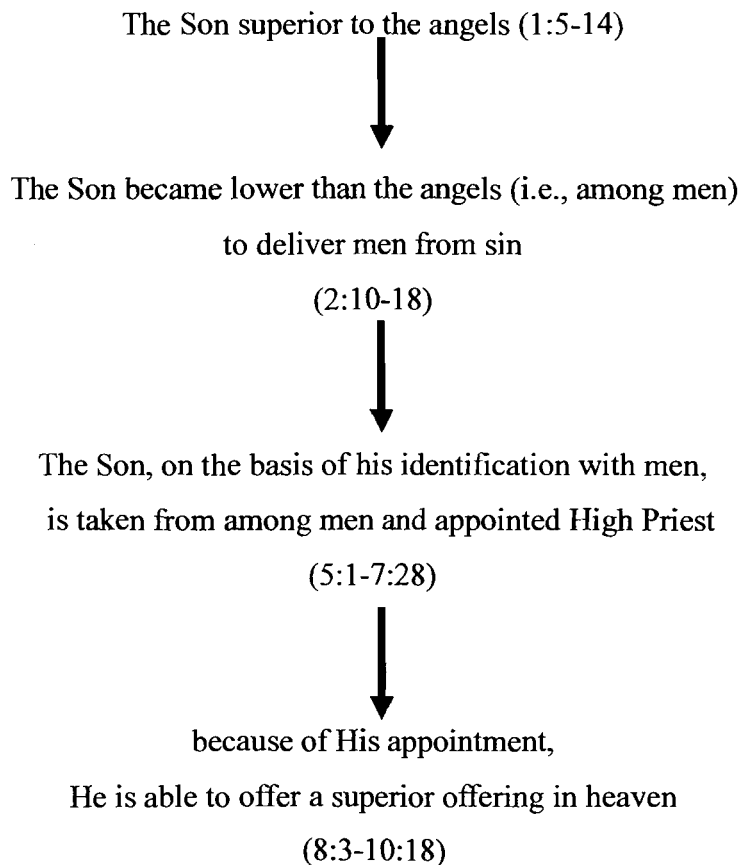 The Son superior to the angels (1:5-14)
The Son became lower than the angels (i.e., among men)
to deliver men from sin
(2:10-18)
The Son, on the basis of his identification with men,
is taken from among men and appointed High Priest
(5:1-7:28)
because of His appointment,
He is able to offer a superior offering in heaven
(8:3-10:18)